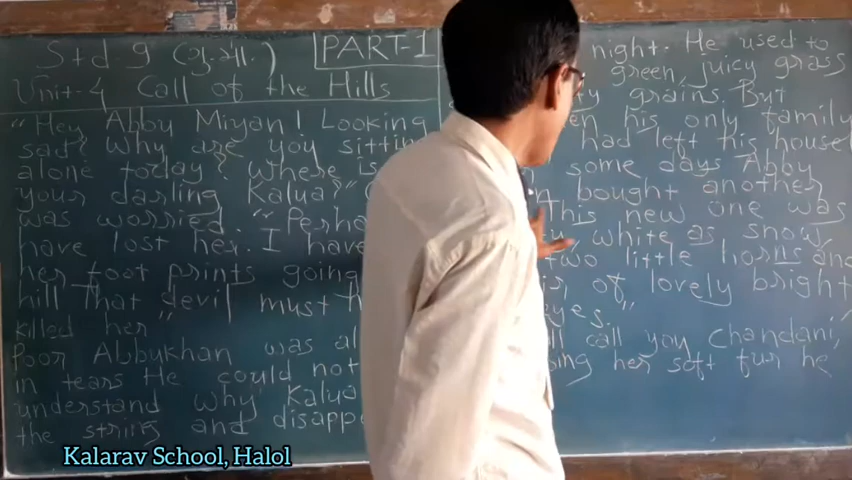 Std. 9 (ગુ.મી.)
PART-1
Unit-4 Call of the Hills
"Hey Abbu Miyan! Looking
sad? Why are you sittin
alone today? Where is
your darling Kalua?"
was worried. "Perha
have lost her. I have
her foot prints going
hill That devil must h
killed her"
Poor Abbukhan was al
in tears He could not
understand why Kalua
the string and disapp
night. He used to
green, juicy grass
grains. But
his only family
had left his house
some days Abbu
bought another
This new one was
white as snow,
two little horns and
of lovely bright
eyes."
call you Chandani,
her soft fur he
Kalarav School, Halol